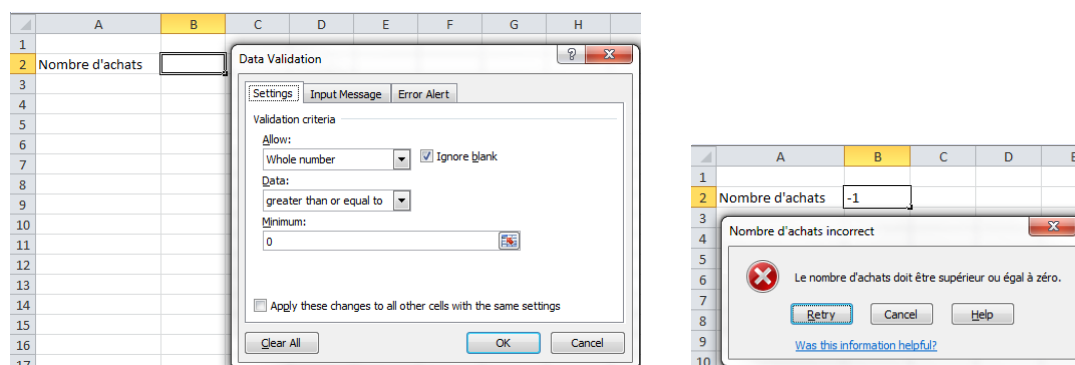 A B C D E F G H
1
2 Nombre d'achats
3
4
5
6
7
8
9
10
11
12
13
14
15
16
17
Data Validation
Settings Input Message Error Alert
Validation criteria
Allow:
Whole number Ignore blank
Data:
greater than or equal to
Minimum:
0
Apply these changes to all other cells with the same settings
Clear All OK Cancel
A B C D E
1
2 Nombre d'achats -1
3
4
5
6
7
8
9
10
Nombre d'achats incorrect
Le nombre d'achats doit être supérieur ou égal à zéro.
Retry Cancel Help
Was this information helpful?